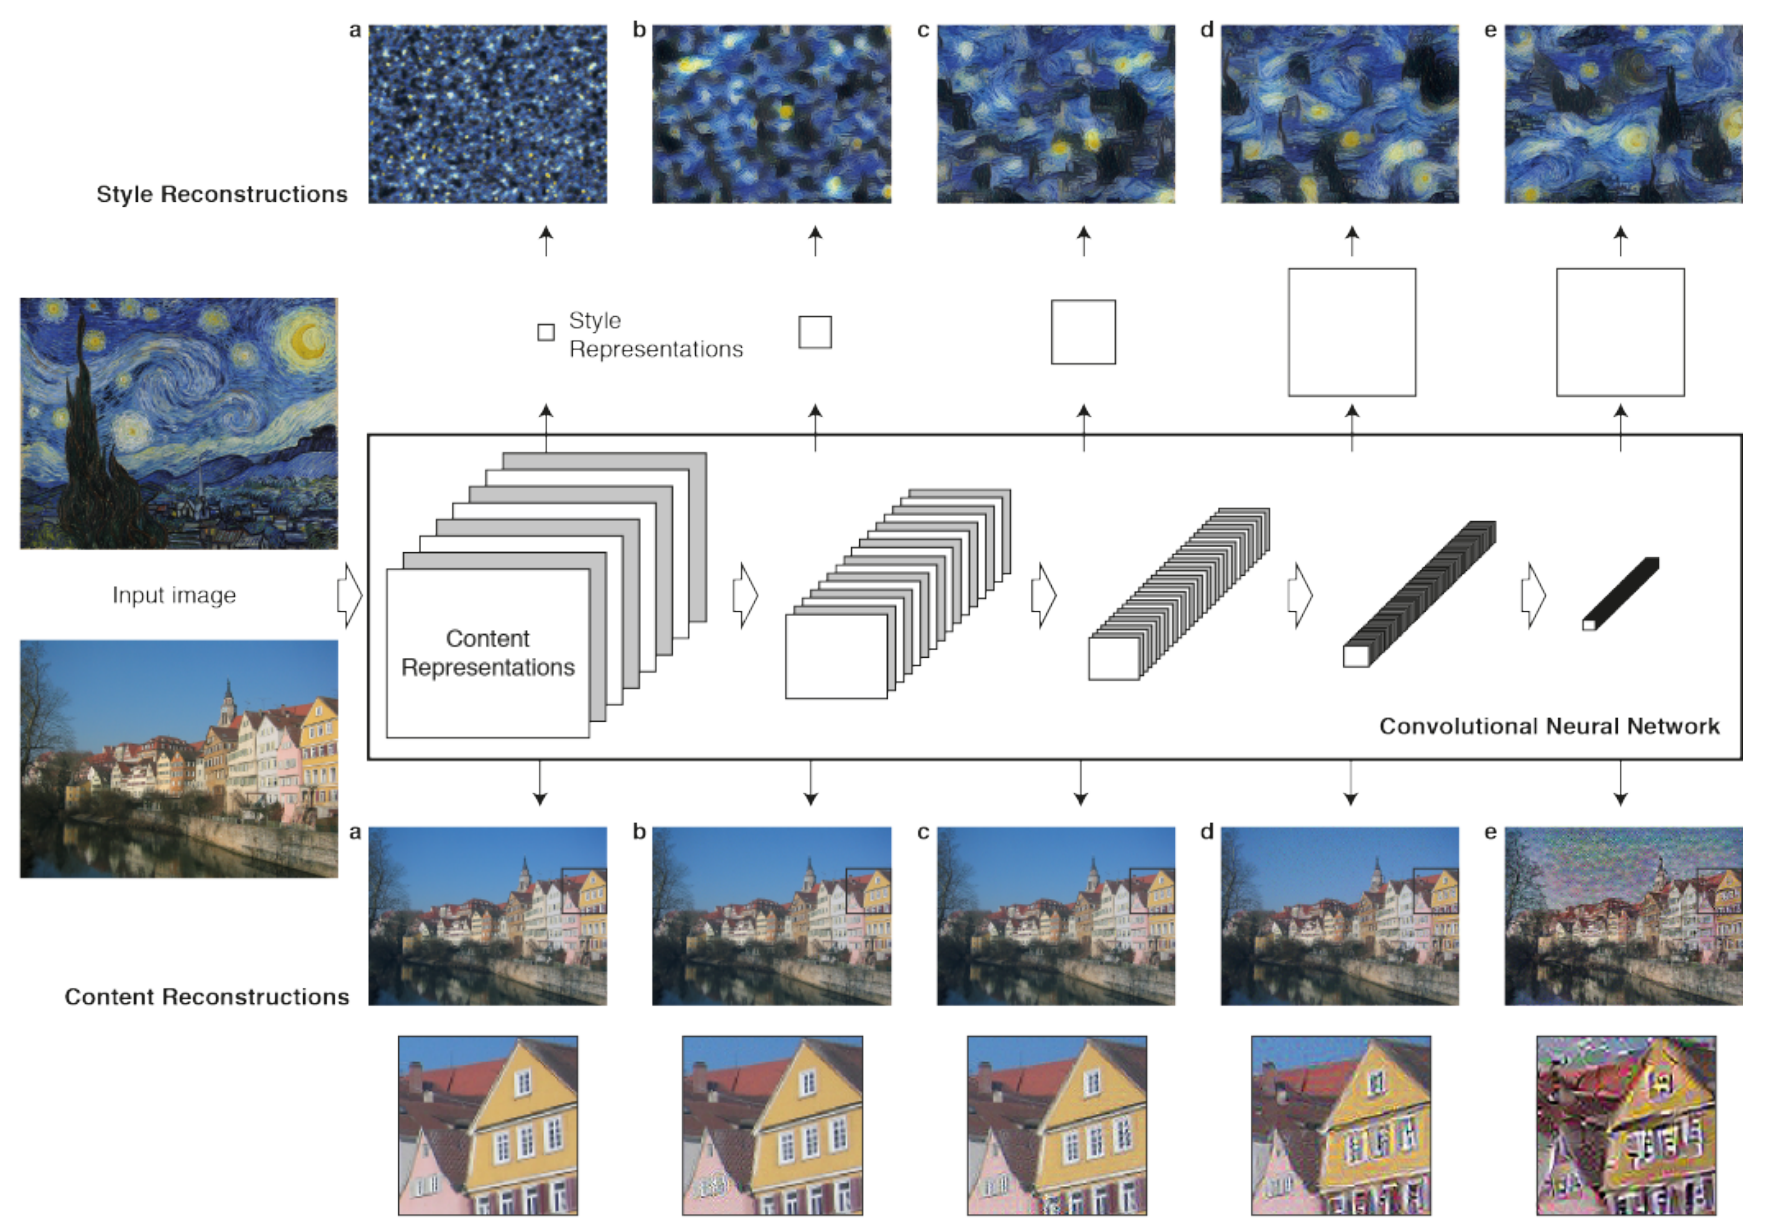 a
b
c
d
e
Style Reconstructions
Style
Representations
Input image
Content
Representations
Convolutional Neural Network
a
b
c
d
e
Content Reconstructions